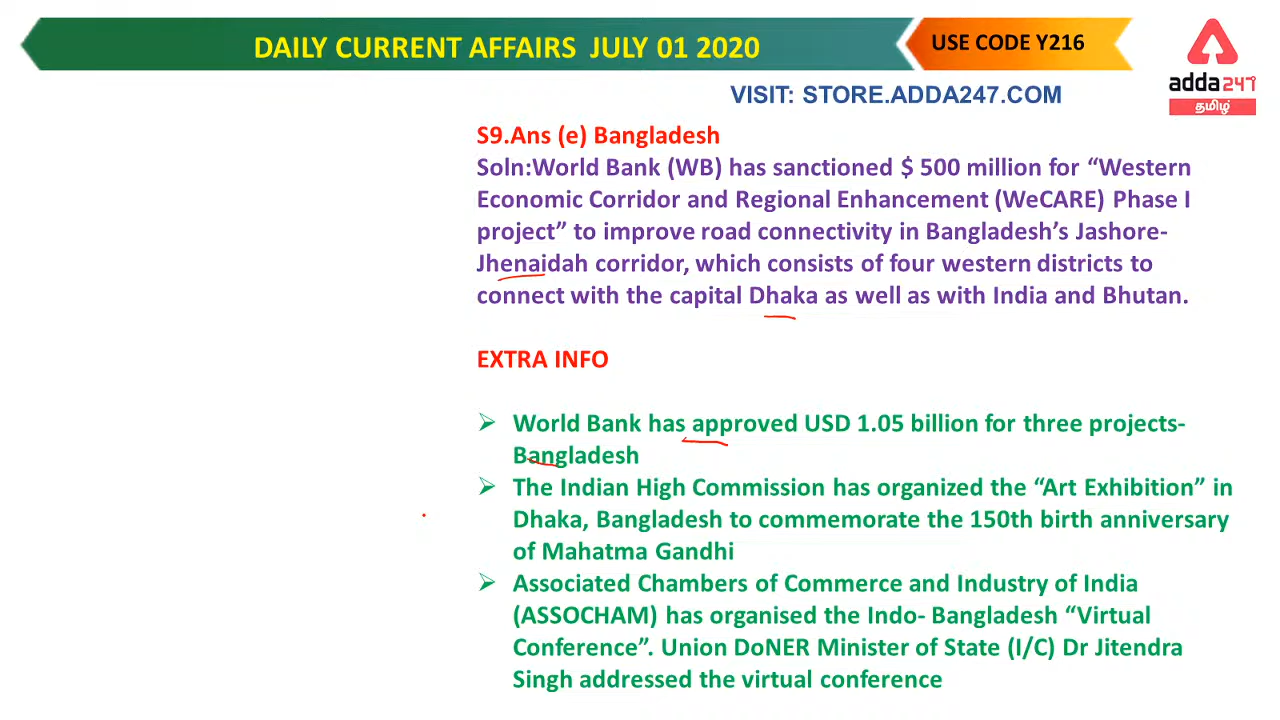 DAILY CURRENT AFFAIRS JULY 01 2020
USE CODE Y216
adda247
தமிழ்
VISIT: STORE.ADDA247.COM
S9.Ans (e) Bangladesh
Soln:World Bank (WB) has sanctioned $ 500 million for “Western
Economic Corridor and Regional Enhancement (WeCARE) Phase I
project” to improve road connectivity in Bangladesh’s Jashore-
Jhenaidah corridor, which consists of four western districts to
connect with the capital Dhaka as well as with India and Bhutan.
EXTRA INFO
➢ World Bank has approved USD 1.05 billion for three projects-
Bangladesh
➢ The Indian High Commission has organized the “Art Exhibition” in
Dhaka, Bangladesh to commemorate the 150th birth anniversary
of Mahatma Gandhi
➢ Associated Chambers of Commerce and Industry of India
(ASSOCHAM) has organised the Indo- Bangladesh “Virtual
Conference”. Union DoNER Minister of State (I/C) Dr Jitendra
Singh addressed the virtual conference